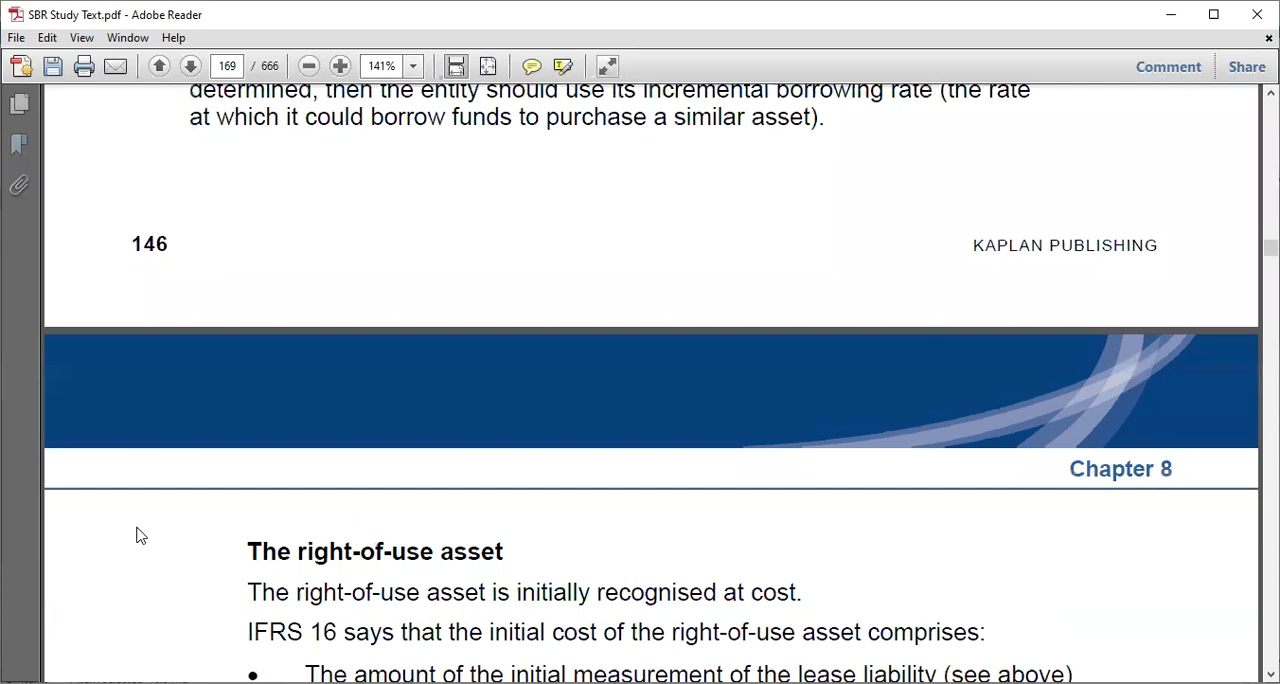 SBR Study Text.pdf - Adobe Reader
File Edit View Window Help
169 / 666 141% Comment Share
determined, then the entity should use its incremental borrowing rate (the rate
at which it could borrow funds to purchase a similar asset).
146 KAPLAN PUBLISHING
Chapter 8
The right-of-use asset
The right-of-use asset is initially recognised at cost.
IFRS 16 says that the initial cost of the right-of-use asset comprises:
• The amount of the initial measurement of the lease liability (see above)